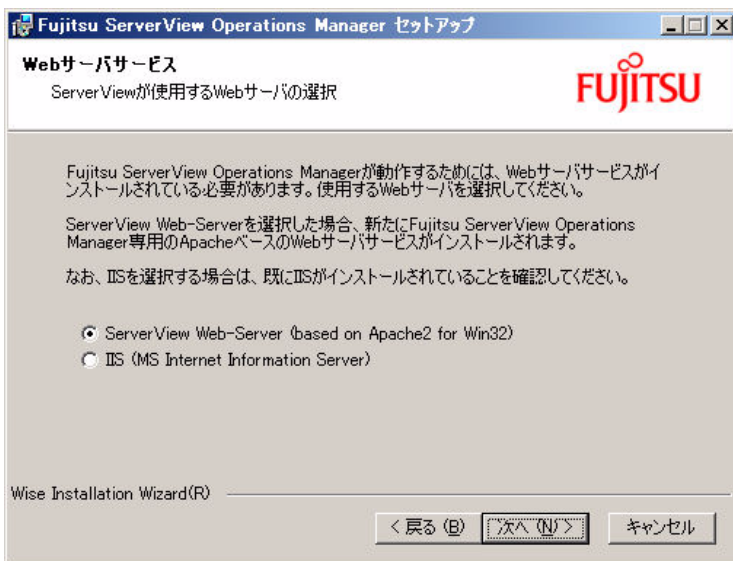 Fujitsu ServerView Operations Manager セットアップ
Webサーバサービス
ServerViewが使用するWebサーバの選択
FUJITSU
Fujitsu ServerView Operations Managerが動作するためには、Webサーバサービスがイ
ンストールされている必要があります。使用するWebサーバを選択してください。
ServerView Web-Serverを選択した場合、新たにFujitsu ServerView Operations
Manager専用のApacheベースのWebサーバサービスがインストールされます。
なお、IISを選択する場合は、既にIISがインストールされていることを確認してください。
ServerView Web-Server (based on Apache2 for Win32)
IIS (MS Internet Information Server)
Wise Installation Wizard(R)
< 戻る (B)
次へ (N) >
キャンセル